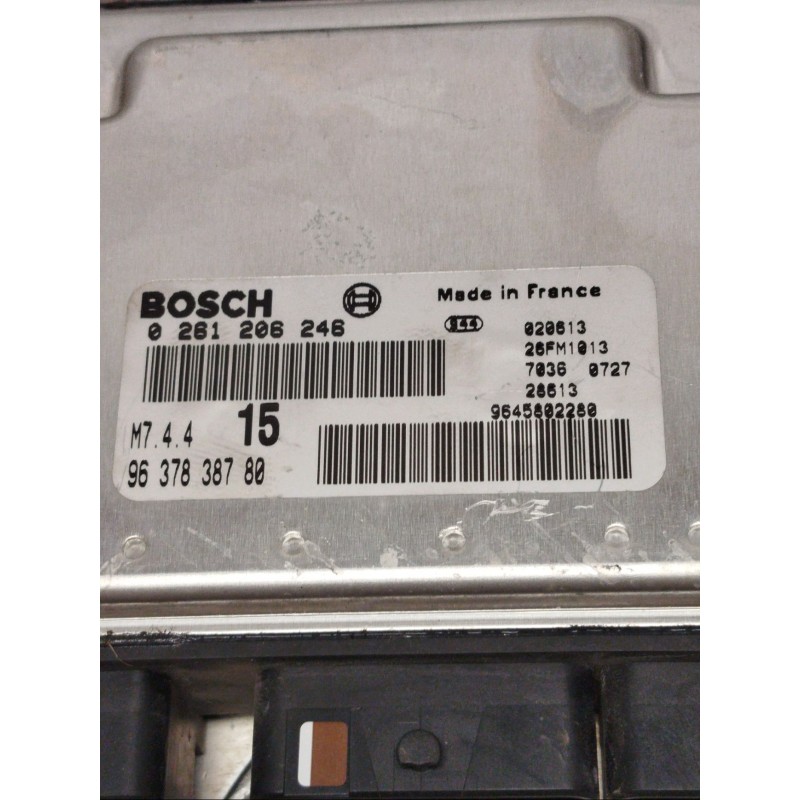 BOSCH
Made in France
0 261 206 246
S44
020613
26FM1013
7036 0727
28613
9645802280
M7.4.4 15
96 378 387 80